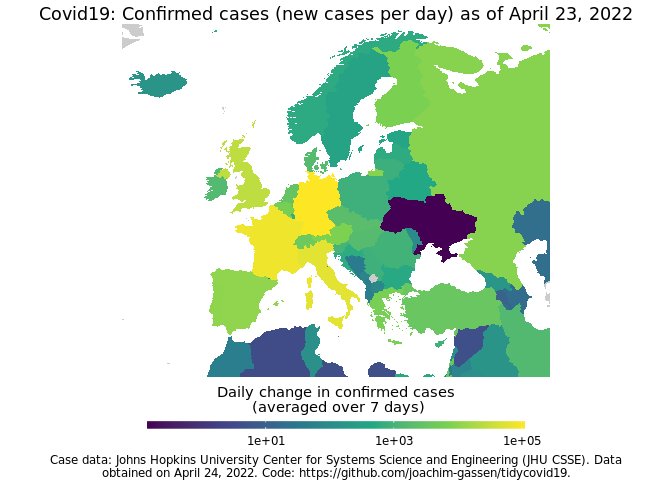 Covid19: Confirmed cases (new cases per day) as of April 23, 2022
Daily change in confirmed cases
(averaged over 7 days)
1e+01 1e+03 1e+05
Case data: Johns Hopkins University Center for Systems Science and Engineering (JHU CSSE). Data
obtained on April 24, 2022. Code: https://github.com/joachim-gassen/tidycovid19.